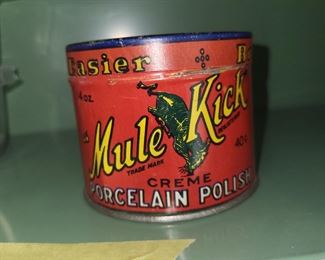 Easier
4 oz.
Mule Kick
TRADE MARK
40¢
CREME
PORCELAIN POLISH